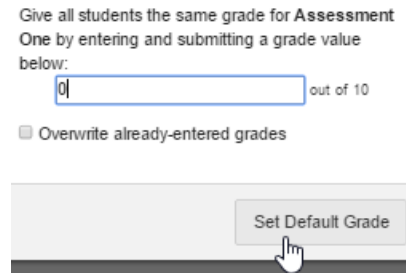 Give all students the same grade for Assessment
One by entering and submitting a grade value
below:
0 out of 10
Overwrite already-entered grades
Set Default Grade